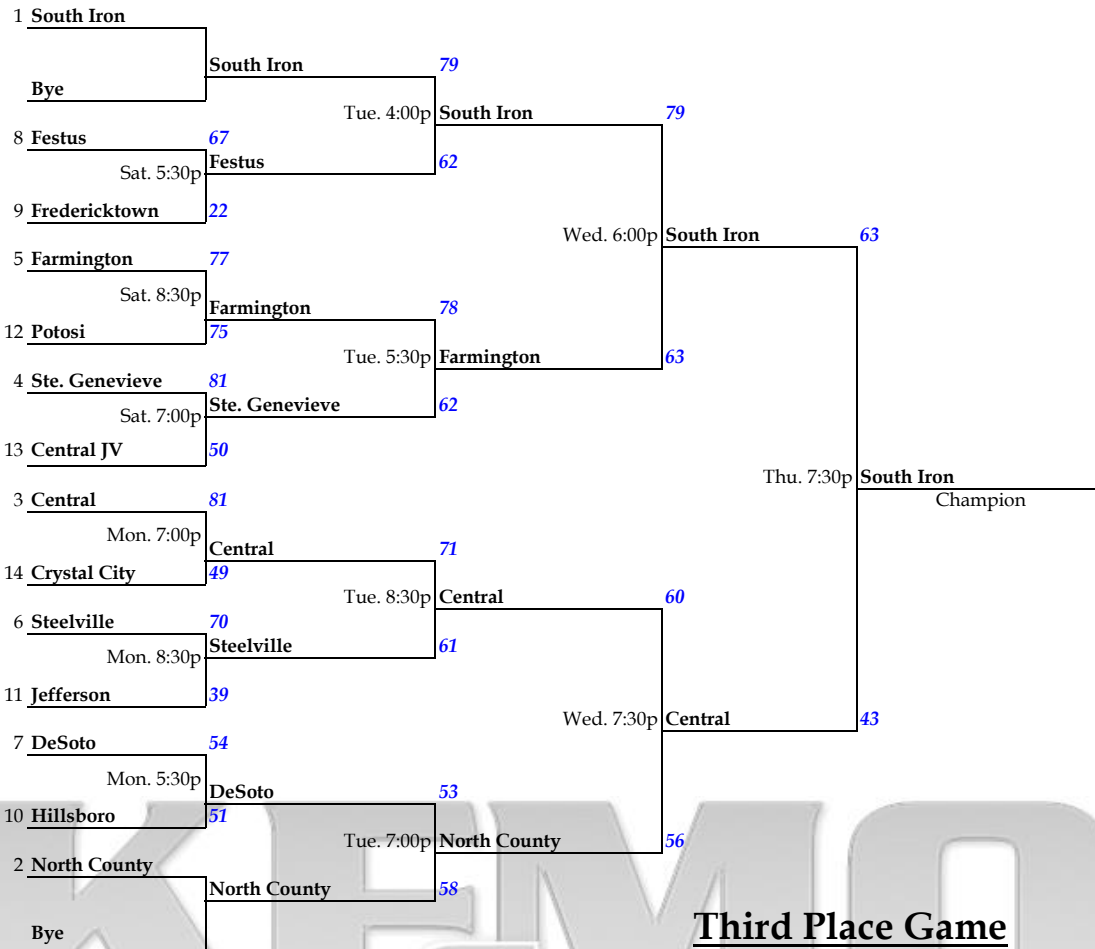 1 South Iron
South Iron 79
Bye
Tue. 4:00p South Iron 79
8 Festus 67
Sat. 5:30p Festus 62
9 Fredericktown 22
Wed. 6:00p South Iron 63
5 Farmington 77
Sat. 8:30p
Farmington 78
12 Potosi 75
Tue. 5:30p Farmington 63
4 Ste. Genevieve 81
Sat. 7:00p Ste. Genevieve 62
13 Central JV 50
Thu. 7:30p South Iron
Champion
3 Central 81
Mon. 7:00p
Central 71
14 Crystal City 49
Tue. 8:30p Central 60
6 Steelville 70
Mon. 8:30p Steelville 61
11 Jefferson 39
Wed. 7:30p Central 43
7 DeSoto 54
Mon. 5:30p
DeSoto 53
10 Hillsboro 51
Tue. 7:00p North County 56
2 North County
North County 58
Bye
Third Place Game
KFMO